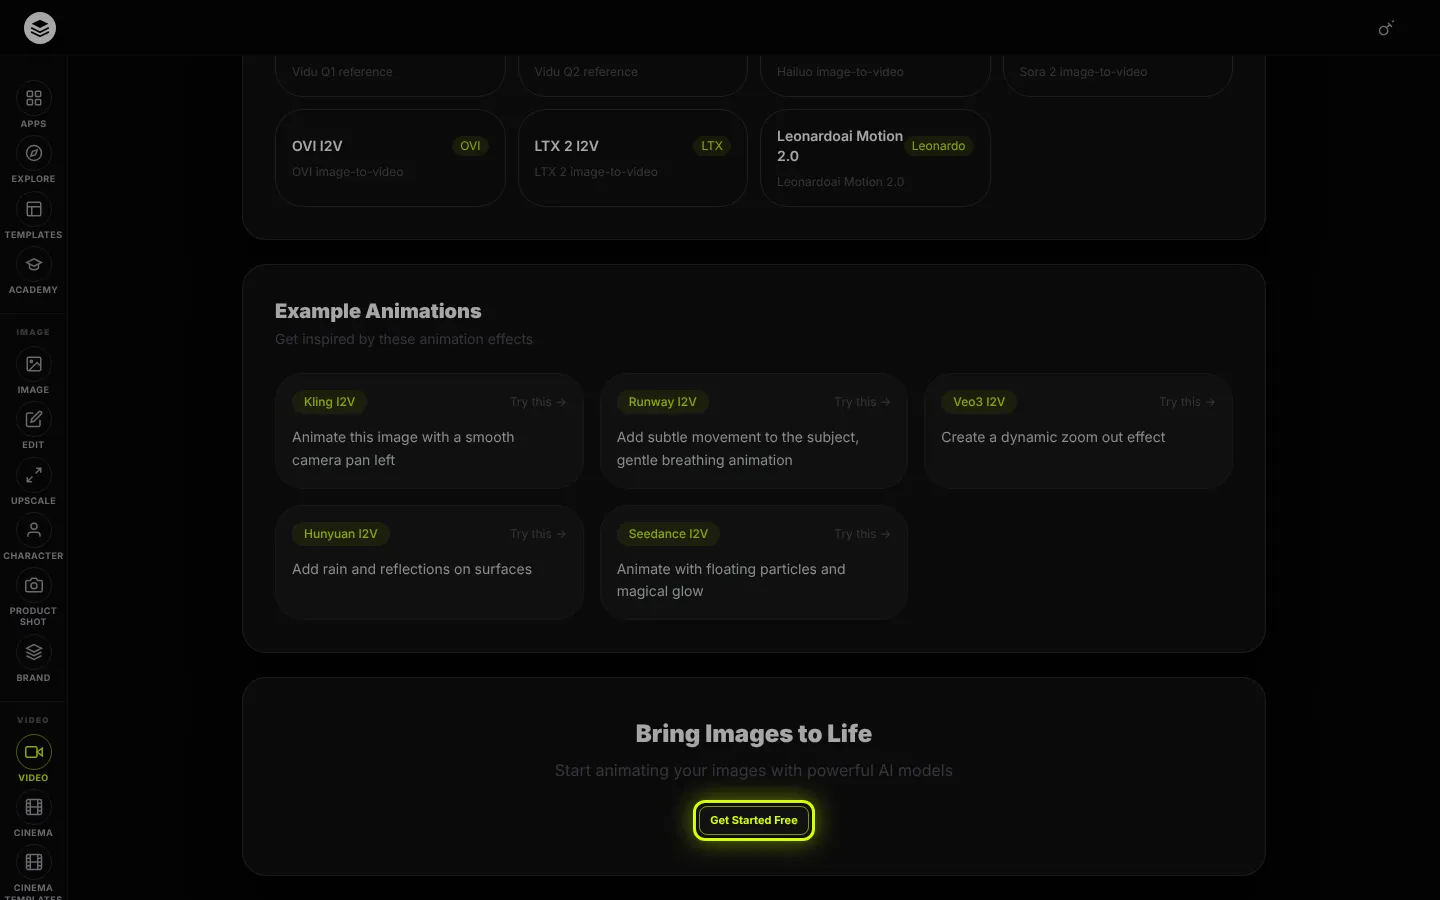 Vidu Q1 reference
Vidu Q2 reference
Hailuo image-to-video
Sora 2 image-to-video
OVI I2V
OVI
OVI image-to-video
LTX 2 I2V
LTX
LTX 2 image-to-video
Leonardoai Motion
2.0
Leonardo
Leonardoai Motion 2.0
APPS
EXPLORE
TEMPLATES
ACADEMY
IMAGE
IMAGE
EDIT
UPSCALE
CHARACTER
PRODUCT
SHOT
BRAND
VIDEO
VIDEO
CINEMA
CINEMA
TEMPLATES
Example Animations
Get inspired by these animation effects
Kling I2V
Try this →
Animate this image with a smooth
camera pan left
Runway I2V
Try this →
Add subtle movement to the subject,
gentle breathing animation
Veo3 I2V
Try this →
Create a dynamic zoom out effect
Hunyuan I2V
Try this →
Add rain and reflections on surfaces
Seedance I2V
Try this →
Animate with floating particles and
magical glow
Bring Images to Life
Start animating your images with powerful AI models
Get Started Free